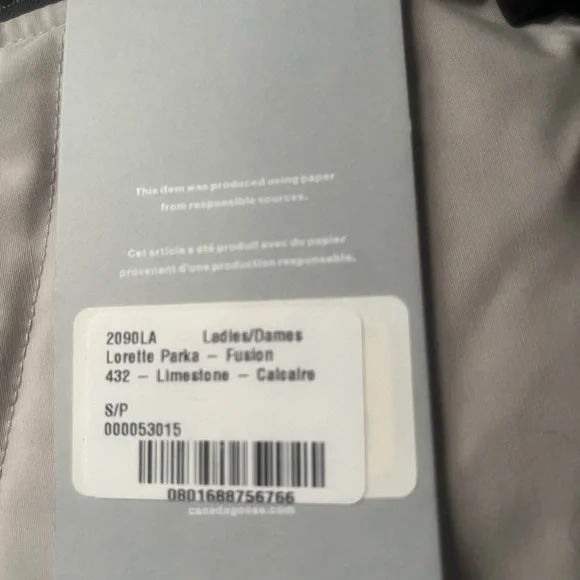 This item was produced using paper
from responsible sources.
Cet article a été produit avec du papier
provenant d'une production responsable.
2090LA Ladies/Dames
Lorette Parka – Fusion
432 – Limestone – Calcaire
S/P
000053015
0801688756766
canadagoose.com